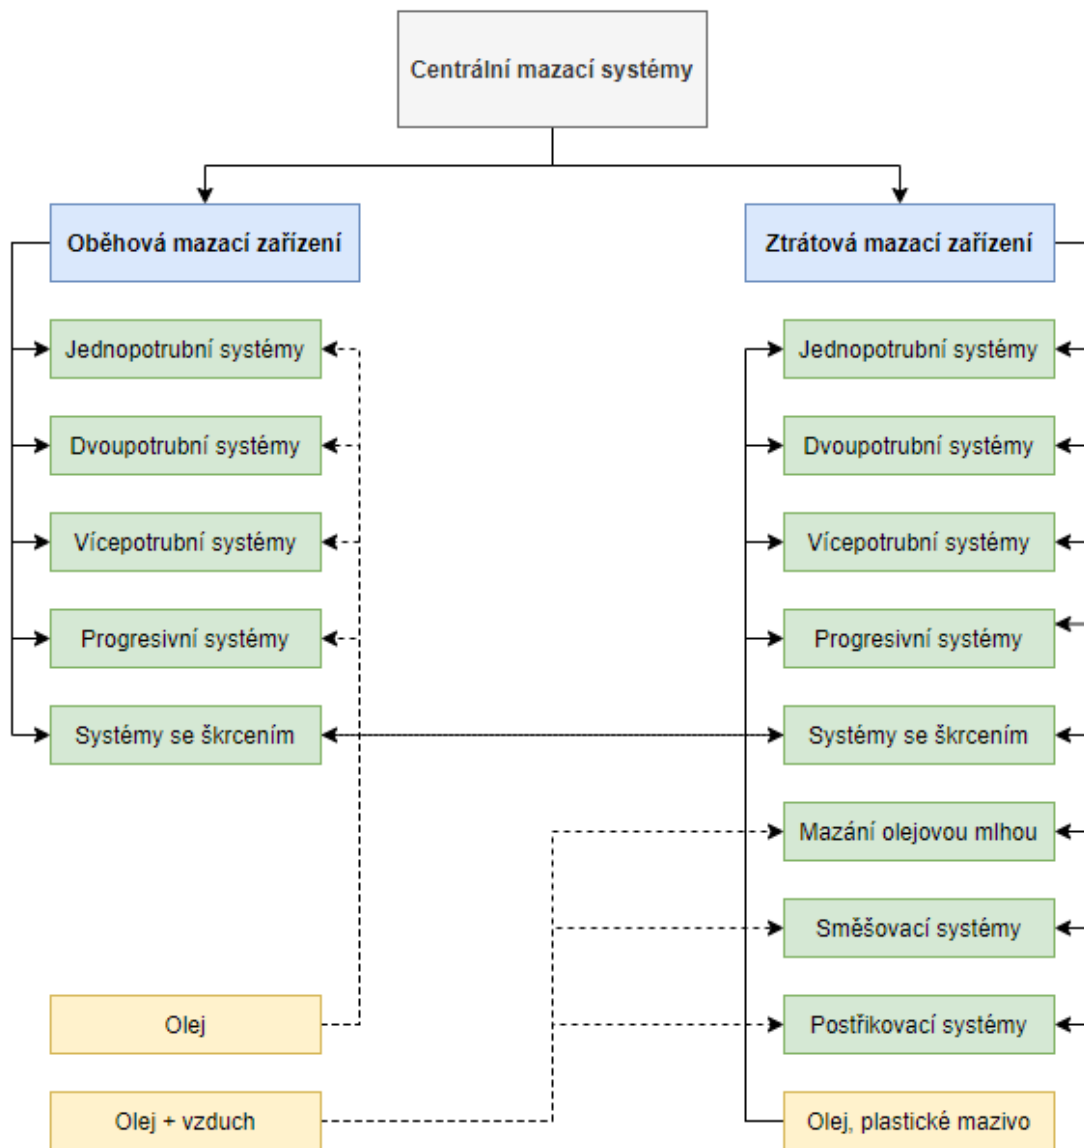 Centrální mazací systémy
Oběhová mazací zařízení
Ztrátová mazací zařízení
Jednopotrubní systémy
Jednopotrubní systémy
Dvoupotrubní systémy
Dvoupotrubní systémy
Vícepotrubní systémy
Vícepotrubní systémy
Progresivní systémy
Progresivní systémy
Systémy se škrcením
Systémy se škrcením
Mazání olejovou mlhou
Směšovací systémy
Olej
Postřikovací systémy
Olej + vzduch
Olej, plastické mazivo